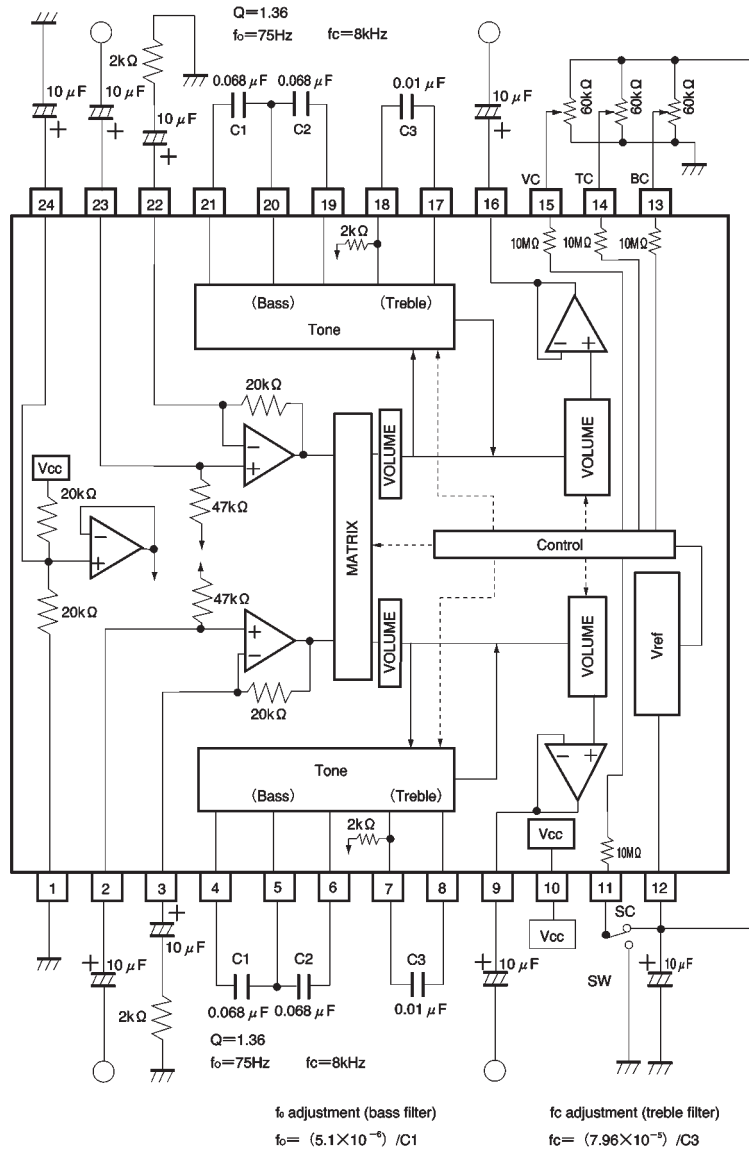 Q=1.36
f₀=75Hz fc=8kHz
2kΩ
0.068 μF 0.068 μF 0.01 μF
10 μF 10 μF 10 μF 10 μF
60kΩ 60kΩ 60kΩ
+ + + +
C1 C2 C3
VC TC BC
24 23 22 21 20 19 18 17 16 15 14 13
2kΩ
10MΩ 10MΩ 10MΩ
(Bass) (Treble)
Tone
− +
20kΩ
VOLUME
VOLUME
−
+
Vcc
20kΩ
47kΩ
−
+
MATRIX
Control
20kΩ
47kΩ
+
−
VOLUME
VOLUME
Vref
20kΩ
Tone
(Bass) (Treble)
− +
2kΩ
Vcc
10MΩ
1 2 3 4 5 6 7 8 9 10 11 12
SC
+ 10 μF
+ 10 μF
C1 C2 C3
+ 10 μF
Vcc
SW
+ 10 μF
0.068 μF 0.068 μF 0.01 μF
2kΩ
Q=1.36
f₀=75Hz fc=8kHz
f₀ adjustment (bass filter) fc adjustment (treble filter)
f₀= (5.1×10⁻⁶) /C1 fc= (7.96×10⁻⁵) /C3